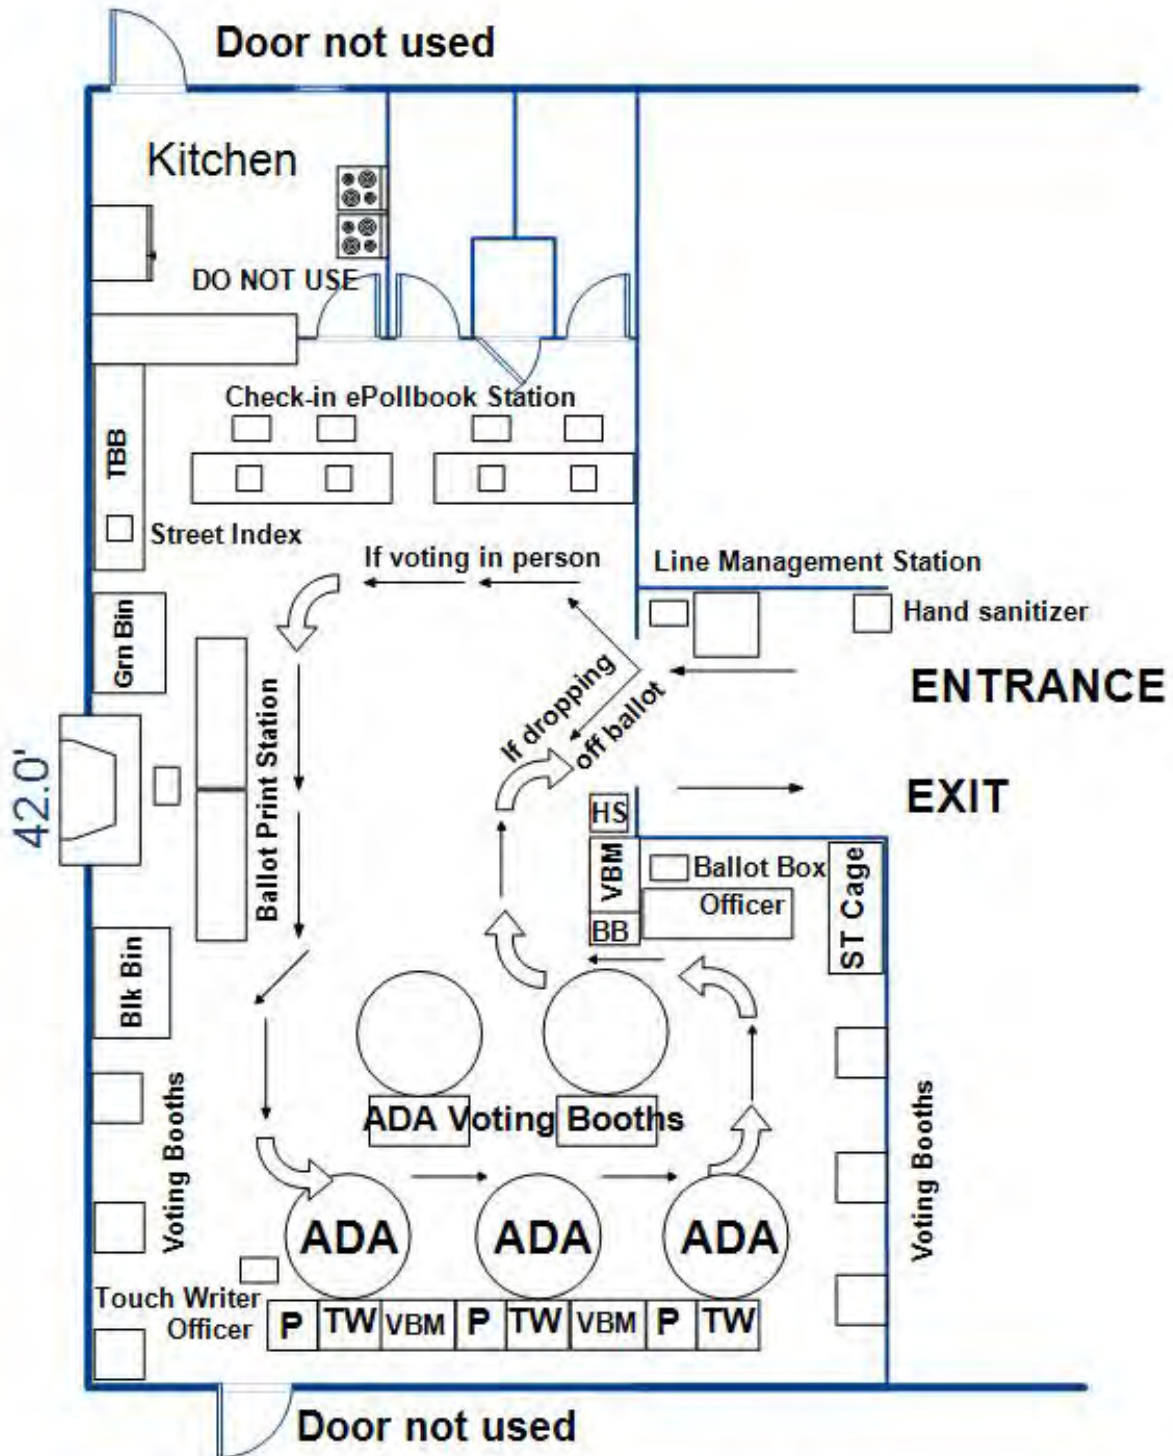 Door not used
Kitchen
DO NOT USE
Check-in ePollbook Station
TBB
Street Index
If voting in person
Line Management Station
Hand sanitizer
Grn Bin
ENTRANCE
If dropping
off ballot
Ballot Print Station
42.0'
EXIT
HS
VBM
Ballot Box
Officer
BB
ST Cage
Blk Bin
Voting Booths
ADA Voting Booths
Voting Booths
ADA
ADA
ADA
Touch Writer
Officer
P
TW
VBM
P
TW
VBM
P
TW
Door not used